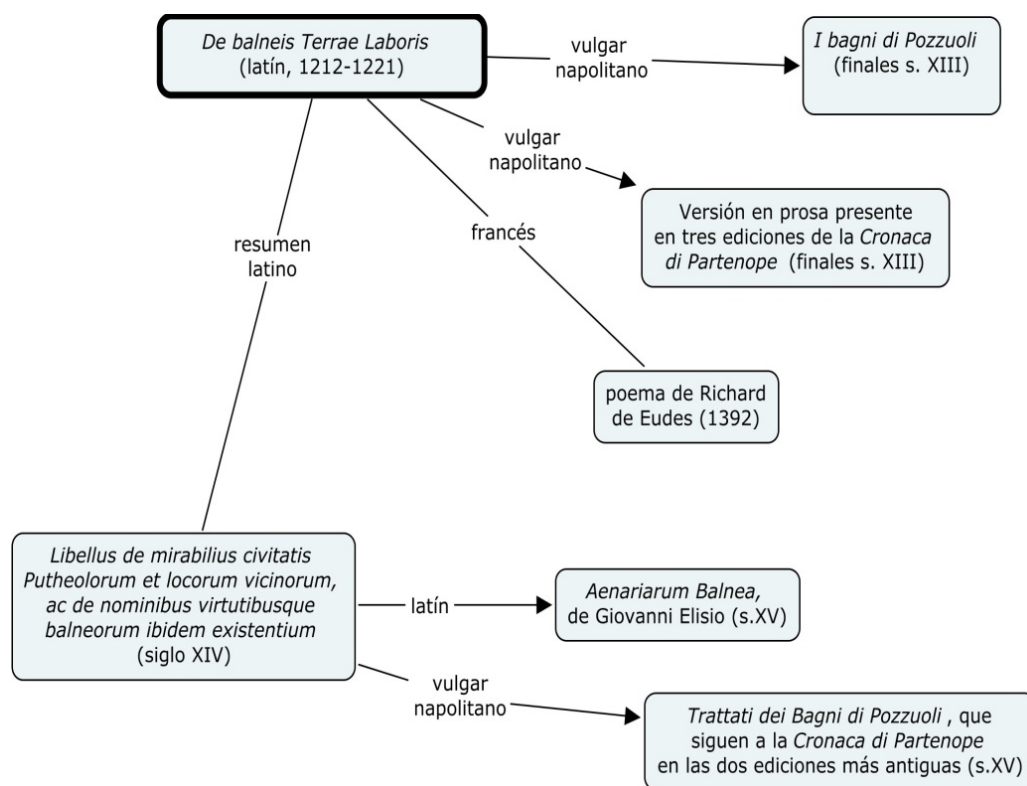 De balneis Terrae Laboris
(latín, 1212-1221)
vulgar
napolitano
I bagni di Pozzuoli
(finales s. XIII)
vulgar
napolitano
Versión en prosa presente
en tres ediciones de la Cronaca
di Partenope (finales s. XIII)
francés
resumen
latino
poema de Richard
de Eudes (1392)
Libellus de mirabilius civitatis
Putheolorum et locorum vicinorum,
ac de nominibus virtutibusque
balneorum ibidem existentium
(siglo XIV)
latín
Aenariarum Balnea,
de Giovanni Elisio (s.XV)
vulgar
napolitano
Trattati dei Bagni di Pozzuoli , que
siguen a la Cronaca di Partenope
en las dos ediciones más antiguas (s.XV)